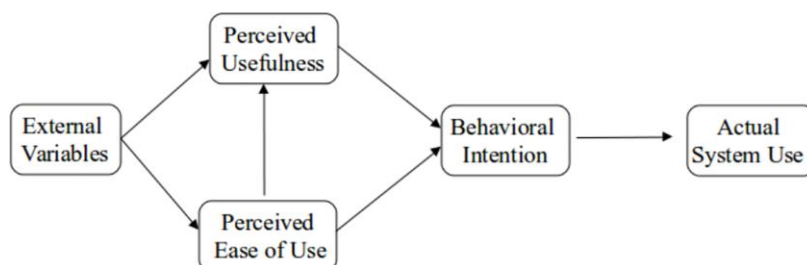 Perceived
Usefulness
External
Variables
Behavioral
Intention
Actual
System Use
Perceived
Ease of Use